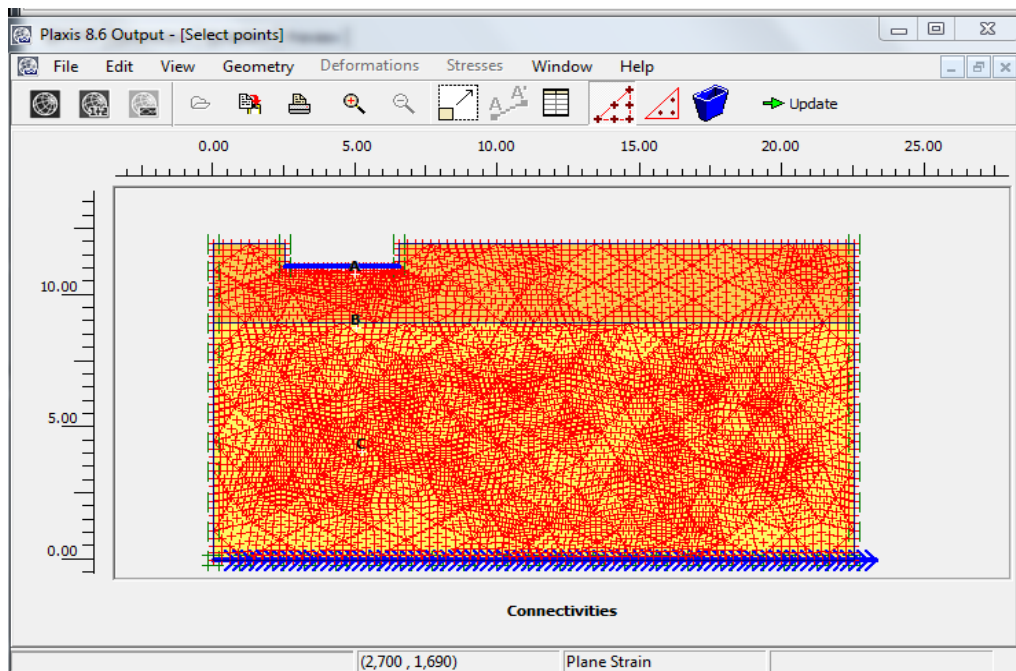 Plaxis 8.6 Output - [Select points]
File Edit View Geometry Deformations Stresses Window Help
Update
0.00 5.00 10.00 15.00 20.00 25.00
A
10.00
B
5.00
C
0.00
Connectivities
(2,700 , 1,690) Plane Strain